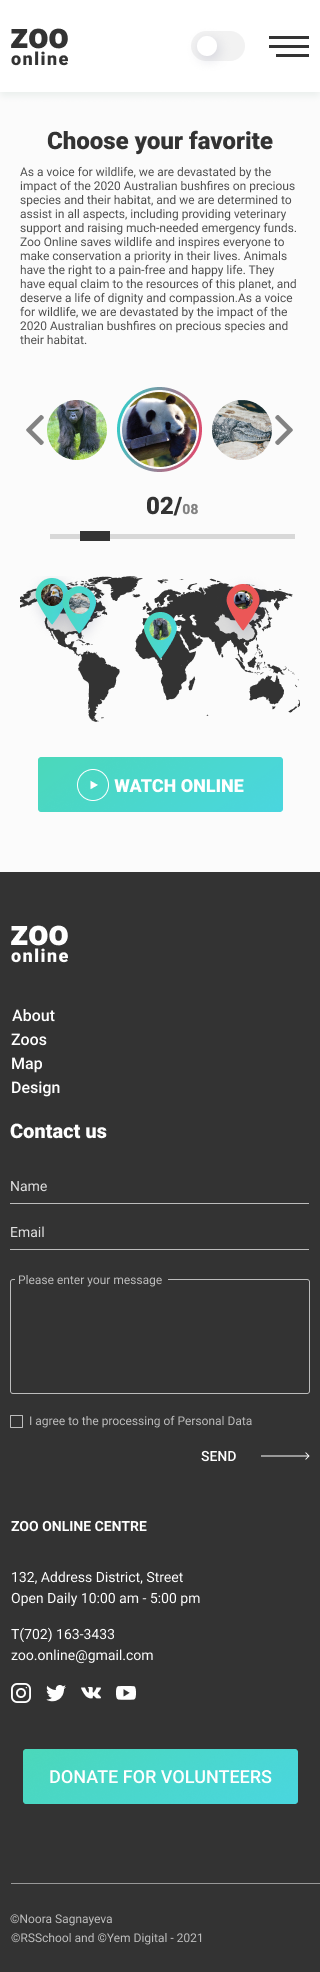 ZOO
online
Choose your favorite
As a voice for wildlife, we are devastated by the
impact of the 2020 Australian bushfires on precious
species and their habitat, and we are determined to
assist in all aspects, including providing veterinary
support and raising much-needed emergency funds.
Zoo Online saves wildlife and inspires everyone to
make conservation a priority in their lives. Animals
have the right to a pain-free and happy life. They
have equal claim to the resources of this planet, and
deserve a life of dignity and compassion.As a voice
for wildlife, we are devastated by the impact of the
2020 Australian bushfires on precious species and
their habitat.
02/08
WATCH ONLINE
ZOO
online
About
Zoos
Map
Design
Contact us
Name
Email
Please enter your message
I agree to the processing of Personal Data
SEND
ZOO ONLINE CENTRE
132, Address District, Street
Open Daily 10:00 am - 5:00 pm
T(702) 163-3433
zoo.online@gmail.com
DONATE FOR VOLUNTEERS
©Noora Sagnayeva
©RSSchool and ©Yem Digital - 2021